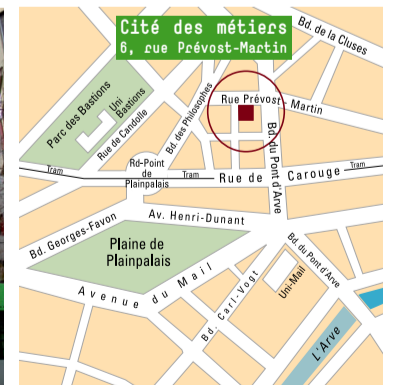 Cité des métiers
6, rue Prévost-Martin
Bd. de la Cluses
Parc des Bastions
Uni
Bastions
Rue de Candolle
Bd. des Philosophes
Rue Prévost - Martin
Bd. du Pont d'Arve
Tram
Rd-Point
de
Plainpalais
Tram
Rue de Carouge
Tram
Bd. Georges-Favon
Av. Henri-Dunant
Plaine de
Plainpalais
Avenue du Mail
Bd. Carl-Vogt
Uni-Mail
Bd. du Pont d'Arve
L'Arve